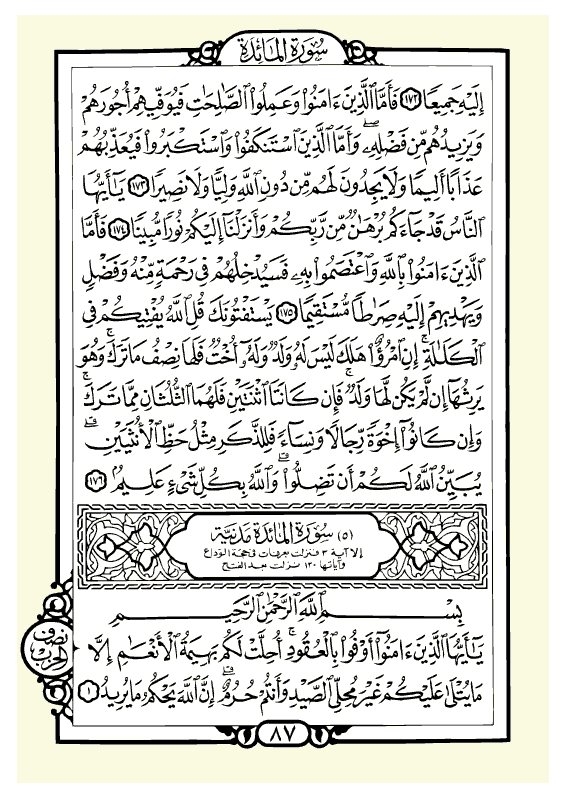 سُورَةُ المَائِدَةِ
إِلَيْهِ جَمِيعًا ١٧٢ فَأَمَّا ٱلَّذِينَ ءَامَنُوا۟ وَعَمِلُوا۟ ٱلصَّٰلِحَٰتِ فَيُوَفِّيهِمْ أُجُورَهُمْ
وَيَزِيدُهُم مِّن فَضْلِهِۦ ۖ وَأَمَّا ٱلَّذِينَ ٱسْتَنكَفُوا۟ وَٱسْتَكْبَرُوا۟ فَيُعَذِّبُهُمْ
عَذَابًا أَلِيمًا وَلَا يَجِدُونَ لَهُم مِّن دُونِ ٱللَّهِ وَلِيًّا وَلَا نَصِيرًا ١٧٣ يَٰٓأَيُّهَا
ٱلنَّاسُ قَدْ جَآءَكُم بُرْهَٰنٌ مِّن رَّبِّكُمْ وَأَنزَلْنَآ إِلَيْكُمْ نُورًا مُّبِينًا ١٧٤ فَأَمَّا
ٱلَّذِينَ ءَامَنُوا۟ بِٱللَّهِ وَٱعْتَصَمُوا۟ بِهِۦ فَسَيُدْخِلُهُمْ فِى رَحْمَةٍ مِّنْهُ وَفَضْلٍ
وَيَهْدِيهِمْ إِلَيْهِ صِرَٰطًا مُّسْتَقِيمًا ١٧٥ يَسْتَفْتُونَكَ قُلِ ٱللَّهُ يُفْتِيكُمْ فِى
ٱلْكَلَٰلَةِ ۚ إِنِ ٱمْرُؤٌا۟ هَلَكَ لَيْسَ لَهُۥ وَلَدٌ وَلَهُۥٓ أُخْتٌ فَلَهَا نِصْفُ مَا تَرَكَ ۚ وَهُوَ
يَرِثُهَآ إِن لَّمْ يَكُن لَّهَا وَلَدٌ ۚ فَإِن كَانَتَا ٱثْنَتَيْنِ فَلَهُمَا ٱلثُّلُثَانِ مِمَّا تَرَكَ ۚ
وَإِن كَانُوٓا۟ إِخْوَةً رِّجَالًا وَنِسَآءً فَلِلذَّكَرِ مِثْلُ حَظِّ ٱلْأُنثَيَيْنِ ۗ
يُبَيِّنُ ٱللَّهُ لَكُمْ أَن تَضِلُّوا۟ ۗ وَٱللَّهُ بِكُلِّ شَىْءٍ عَلِيمٌۢ ١٧٦
(٥) سُورَةُ المَائِدَةِ مَدَنِيَّة
إلا آية ٣ فنزلت بعرفات في حجة الوداع
وآياتها ١٢٠ نزلت بعد الفتح
بِسْمِ ٱللَّهِ ٱلرَّحْمَٰنِ ٱلرَّحِيمِ
يَٰٓأَيُّهَا ٱلَّذِينَ ءَامَنُوٓا۟ أَوْفُوا۟ بِٱلْعُقُودِ ۚ أُحِلَّتْ لَكُم بَهِيمَةُ ٱلْأَنْعَٰمِ إِلَّا
مَا يُتْلَىٰ عَلَيْكُمْ غَيْرَ مُحِلِّى ٱلصَّيْدِ وَأَنتُمْ حُرُمٌ ۗ إِنَّ ٱللَّهَ يَحْكُمُ مَا يُرِيدُ ١
نصف
الحزب
٨٧